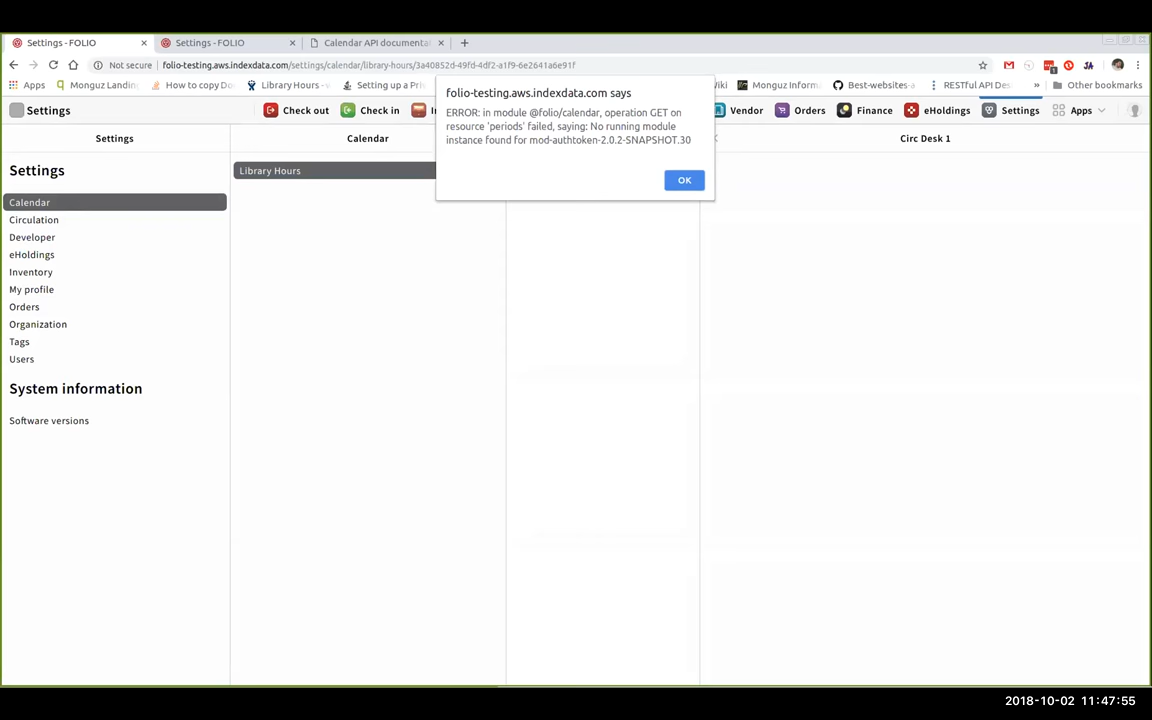 Settings - FOLIO
Settings - FOLIO
Calendar API documenta
Not secure folio-testing.aws.indexdata.com/settings/calendar/library-hours/3a40852d-49fd-4df2-a1f9-6e2641a6e91f
Apps Monguz Landing How to copy Do Library Hours - Setting up a Pri Wiki Monguz Inform Best-websites-a RESTful API Des » Other bookmarks
Settings Check out Check in Vendor Orders Finance eHoldings Settings Apps
folio-testing.aws.indexdata.com says
ERROR: in module @folio/calendar, operation GET on
resource 'periods' failed, saying: No running module
instance found for mod-authtoken-2.0.2-SNAPSHOT.30
OK
Settings
Calendar
Circ Desk 1
Settings
Calendar
Circulation
Developer
eHoldings
Inventory
My profile
Orders
Organization
Tags
Users
System information
Software versions
Library Hours
2018-10-02 11:47:55